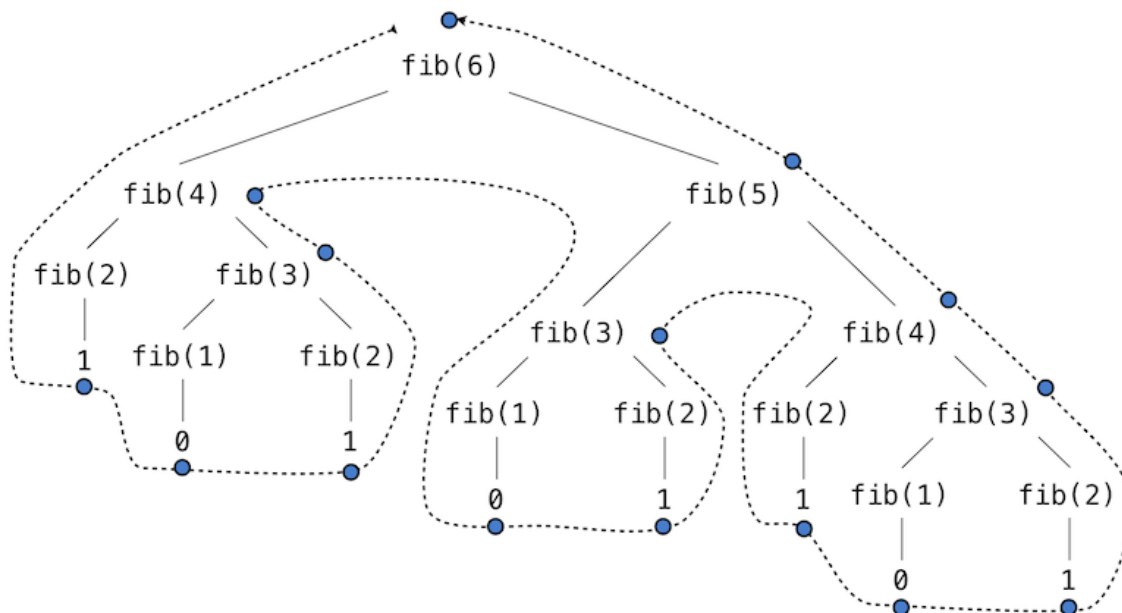 fib(6)
fib(4) fib(5)
fib(2) fib(3)
fib(3) fib(4)
1 fib(1) fib(2)
fib(1) fib(2) fib(2) fib(3)
0 1
0 1 1 fib(1) fib(2)
0 1